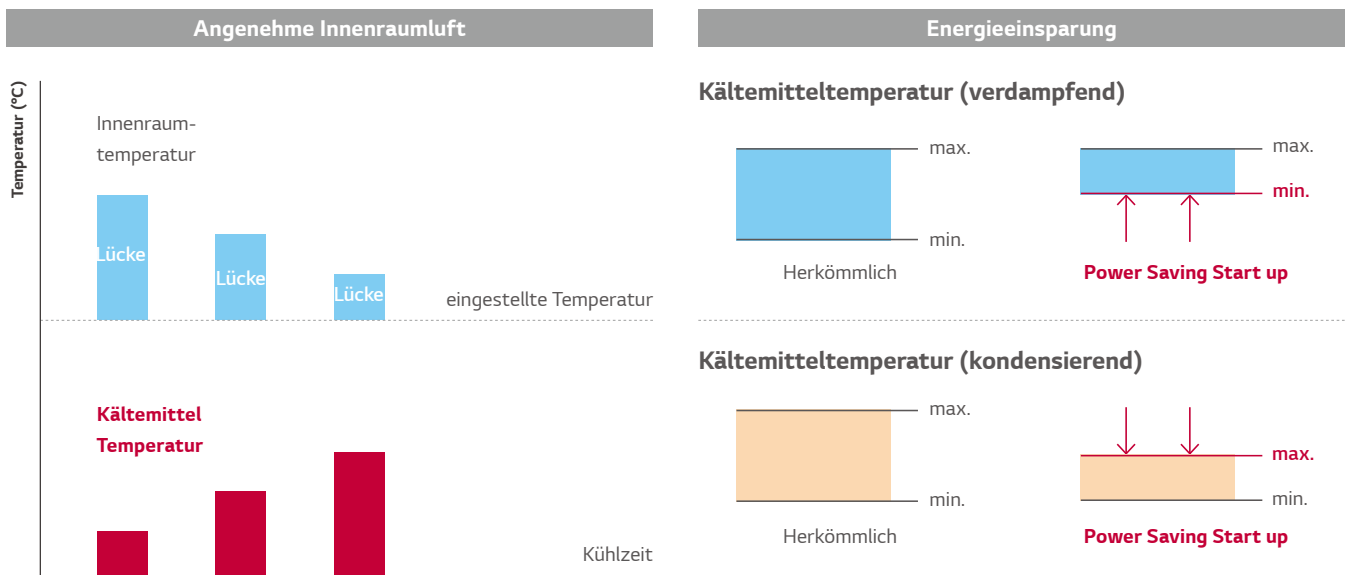 Angenehme Innenraumluft
Temperatur (°C)
Innenraum-
temperatur
Lücke
Lücke
Lücke
eingestellte Temperatur
Kältemittel
Temperatur
Kühlzeit
Energieeinsparung
Kältemitteltemperatur (verdampfend)
max.
min.
Herkömmlich
max.
min.
Power Saving Start up
Kältemitteltemperatur (kondensierend)
max.
min.
Herkömmlich
max.
min.
Power Saving Start up